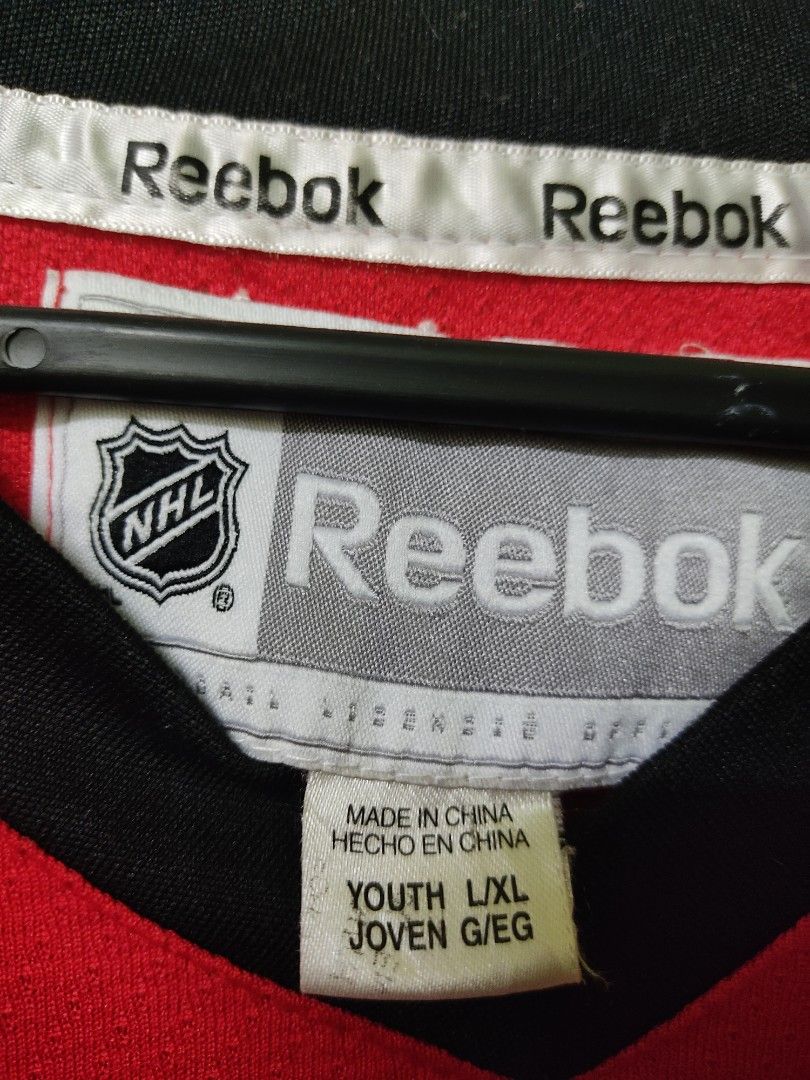 Reebok Reebok
NHL
®
Reebok
MADE IN CHINA
HECHO EN CHINA
YOUTH L/XL
JOVEN G/EG